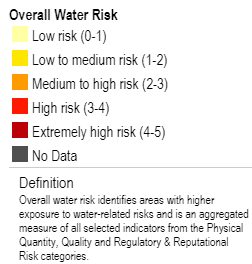 Overall Water Risk
Low risk (0-1)
Low to medium risk (1-2)
Medium to high risk (2-3)
High risk (3-4)
Extremely high risk (4-5)
No Data
Definition
Overall water risk identifies areas with higher
exposure to water-related risks and is an aggregated
measure of all selected indicators from the Physical
Quantity, Quality and Regulatory & Reputational
Risk categories.